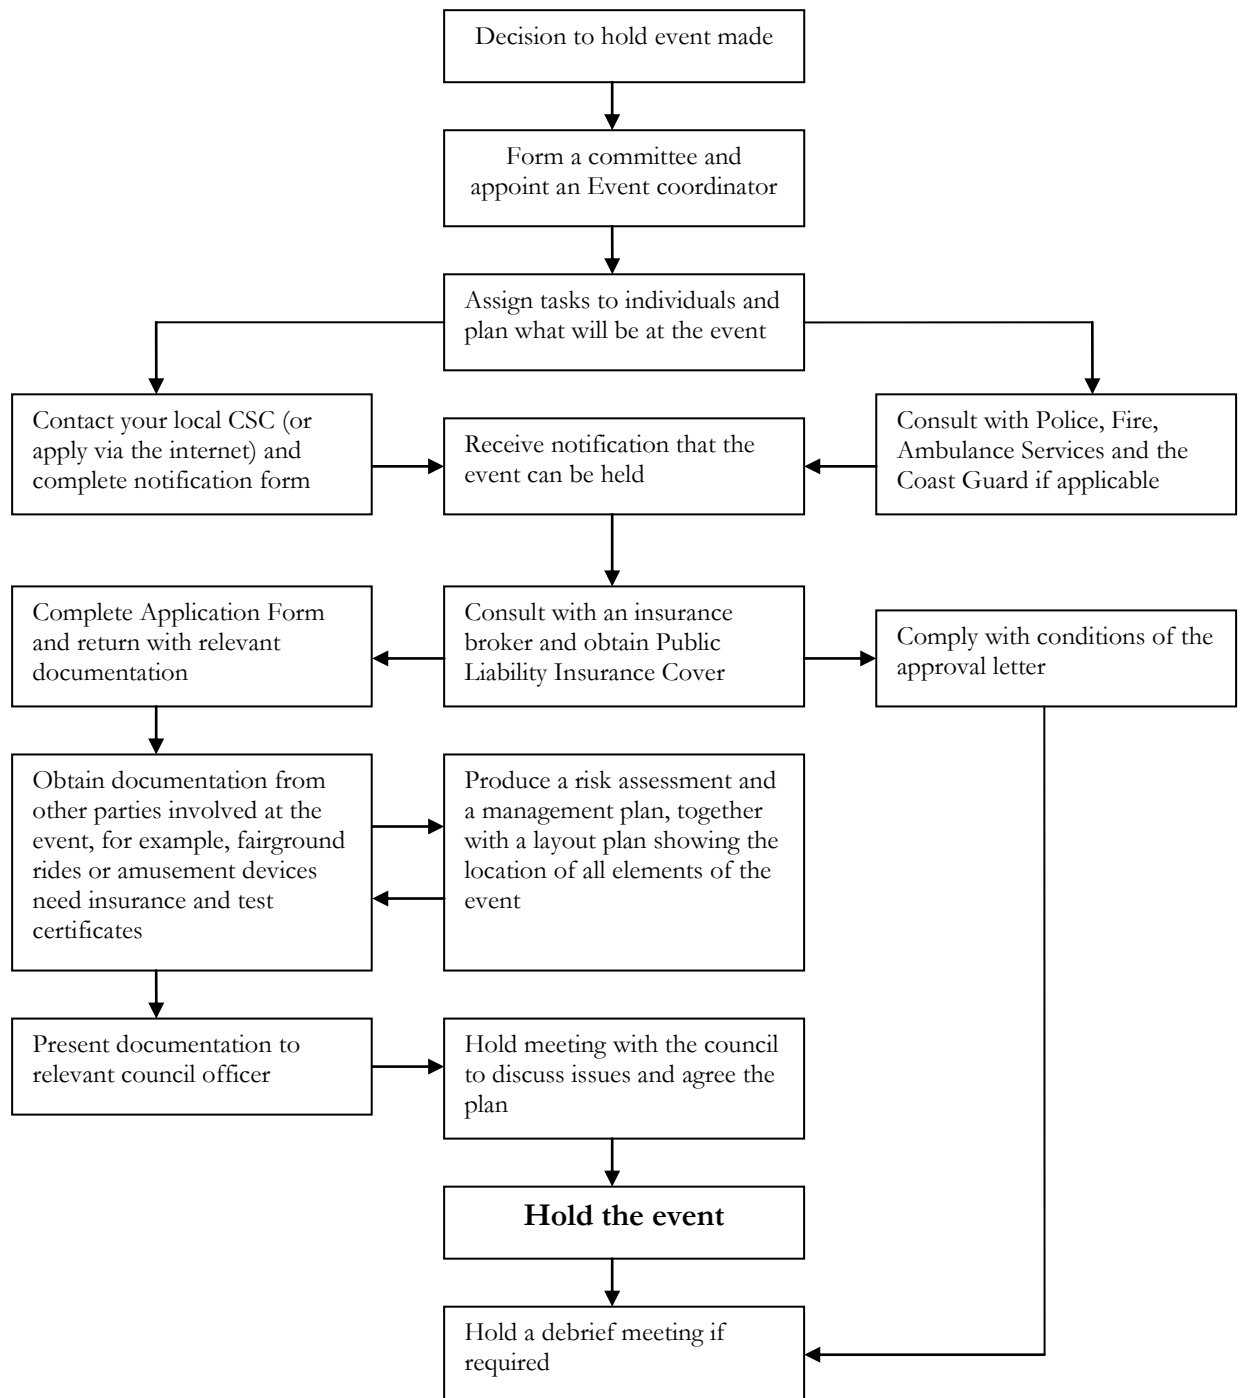 Decision to hold event made
Form a committee and
appoint an Event coordinator
Assign tasks to individuals and
plan what will be at the event
Contact your local CSC (or
apply via the internet) and
complete notification form
Receive notification that the
event can be held
Consult with Police, Fire,
Ambulance Services and the
Coast Guard if applicable
Complete Application Form
and return with relevant
documentation
Consult with an insurance
broker and obtain Public
Liability Insurance Cover
Comply with conditions of the
approval letter
Obtain documentation from
other parties involved at the
event, for example, fairground
rides or amusement devices
need insurance and test
certificates
Produce a risk assessment and
a management plan, together
with a layout plan showing the
location of all elements of the
event
Present documentation to
relevant council officer
Hold meeting with the council
to discuss issues and agree the
plan
Hold the event
Hold a debrief meeting if
required